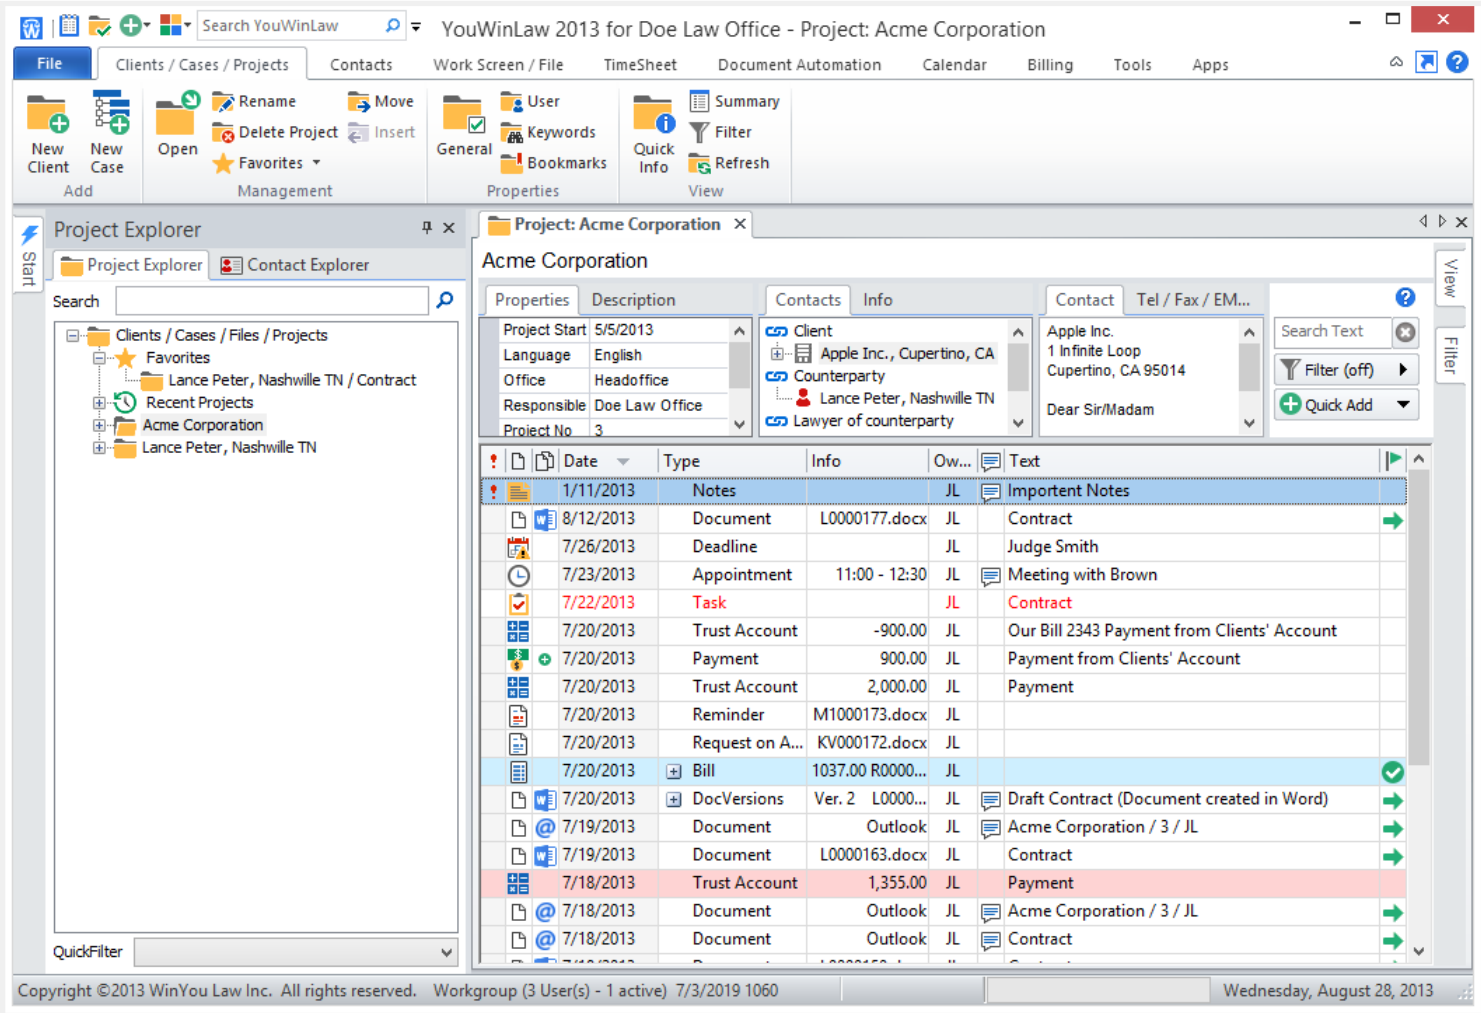 Search YouWinLaw
YouWinLaw 2013 for Doe Law Office - Project: Acme Corporation
File Clients / Cases / Projects Contacts Work Screen / File TimeSheet Document Automation Calendar Billing Tools Apps
Rename Move User Summary
Delete Project Insert Keywords Filter
New Client New Case Open Favorites General Bookmarks Quick Info Refresh
Add Management Properties View
Start
Project Explorer
Project Explorer Contact Explorer
Search
Clients / Cases / Files / Projects
Favorites
Lance Peter, Nashwille TN / Contract
Recent Projects
Acme Corporation
Lance Peter, Nashwille TN
QuickFilter
Project: Acme Corporation
Acme Corporation
Properties Description
Project Start 5/5/2013
Language English
Office Headoffice
Responsible Doe Law Office
Project No 3
Contacts Info
Client
Apple Inc., Cupertino, CA
Counterparty
Lance Peter, Nashwille TN
Lawyer of counterparty
Contact Tel / Fax / EM...
Apple Inc.
1 Infinite Loop
Cupertino, CA 95014
Dear Sir/Madam
Search Text
Filter (off)
Quick Add
View
Filter
Date Type Info Ow... Text
1/11/2013 Notes JL Importent Notes
8/12/2013 Document L0000177.docx JL Contract
7/26/2013 Deadline JL Judge Smith
7/23/2013 Appointment 11:00 - 12:30 JL Meeting with Brown
7/22/2013 Task JL Contract
7/20/2013 Trust Account -900.00 JL Our Bill 2343 Payment from Clients' Account
7/20/2013 Payment 900.00 JL Payment from Clients' Account
7/20/2013 Trust Account 2,000.00 JL Payment
7/20/2013 Reminder M1000173.docx JL
7/20/2013 Request on A... KV000172.docx JL
7/20/2013 Bill 1037.00 R0000... JL
7/20/2013 DocVersions Ver. 2 L0000... JL Draft Contract (Document created in Word)
7/19/2013 Document Outlook JL Acme Corporation / 3 / JL
7/19/2013 Document L0000163.docx JL Contract
7/18/2013 Trust Account 1,355.00 JL Payment
7/18/2013 Document Outlook JL Acme Corporation / 3 / JL
7/18/2013 Document Outlook JL Contract
Copyright ©2013 WinYou Law Inc. All rights reserved. Workgroup (3 User(s) - 1 active) 7/3/2019 1060 Wednesday, August 28, 2013